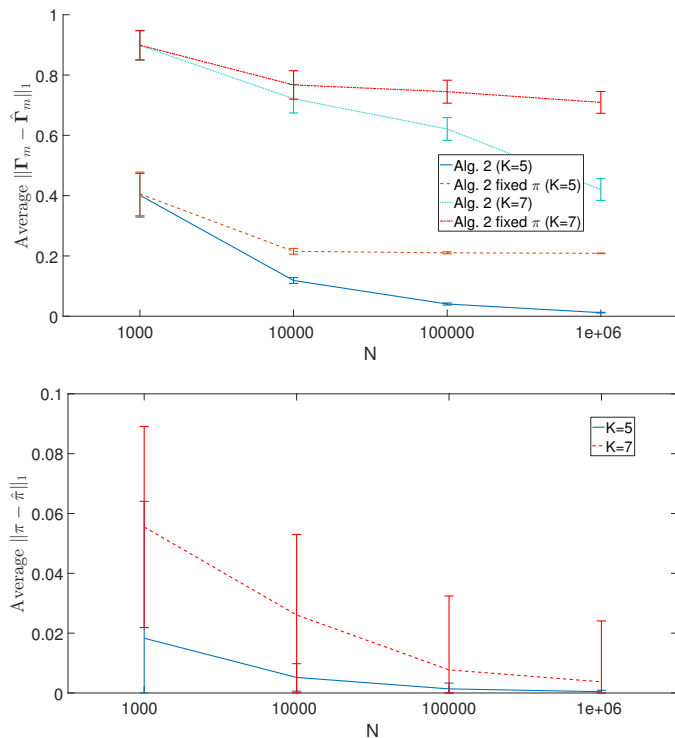 1
0.8
0.6
0.4
0.2
0
Average ||Γₘ − Γ̂ₘ||₁
Alg. 2 (K=5)
Alg. 2 fixed π (K=5)
Alg. 2 (K=7)
Alg. 2 fixed π (K=7)
1000 10000 100000 1e+06
N
0.1
0.08
0.06
0.04
0.02
0
Average ||π − π̂||₁
K=5
K=7
1000 10000 100000 1e+06
N